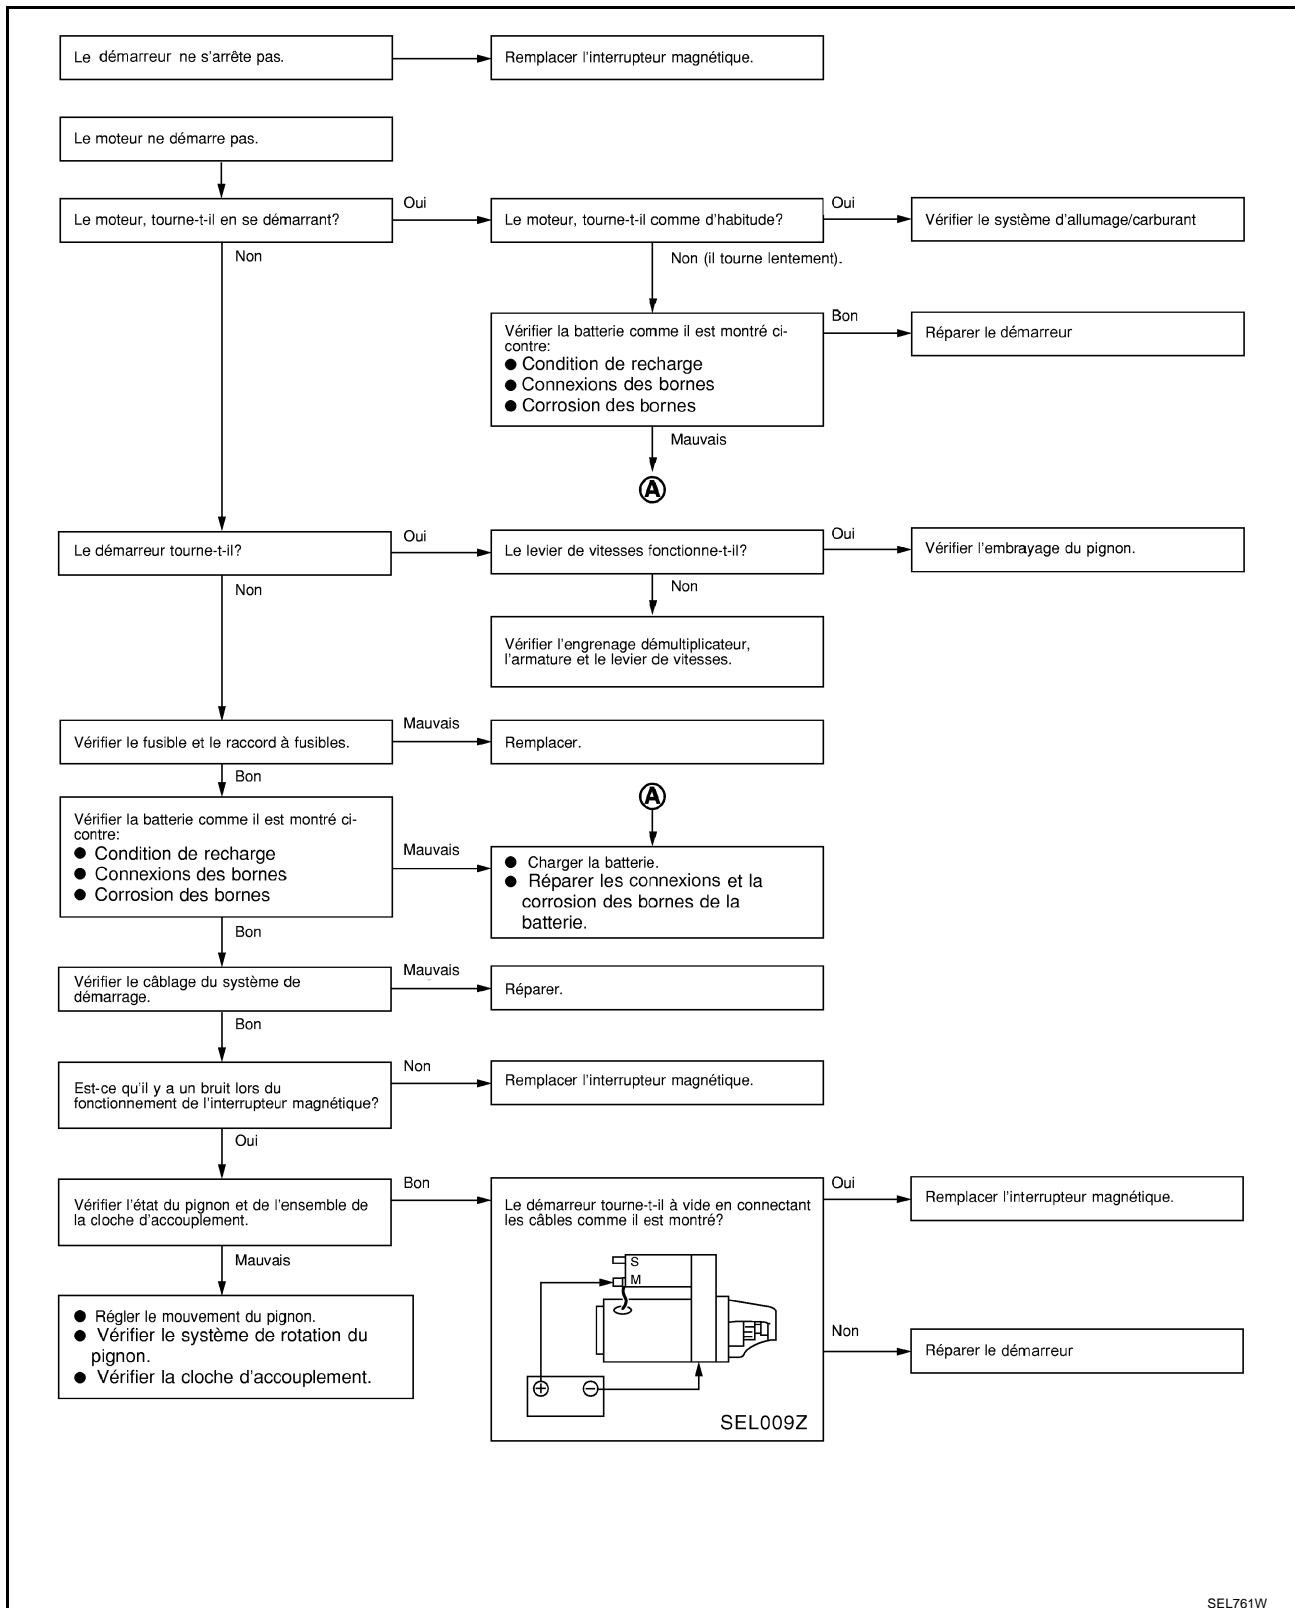 Le démarreur ne s'arrête pas.
Remplacer l'interrupteur magnétique.
Le moteur ne démarre pas.
Le moteur, tourne-t-il en se démarrant?
Oui
Le moteur, tourne-t-il comme d'habitude?
Oui
Vérifier le système d'allumage/carburant
Non
Non (il tourne lentement).
Vérifier la batterie comme il est montré ci-
contre:
● Condition de recharge
● Connexions des bornes
● Corrosion des bornes
Bon
Réparer le démarreur
Mauvais
A
Le démarreur tourne-t-il?
Oui
Le levier de vitesses fonctionne-t-il?
Oui
Vérifier l'embrayage du pignon.
Non
Non
Vérifier l'engrenage démultiplicateur,
l'armature et le levier de vitesses.
Vérifier le fusible et le raccord à fusibles.
Mauvais
Remplacer.
Bon
A
Vérifier la batterie comme il est montré ci-
contre:
● Condition de recharge
● Connexions des bornes
● Corrosion des bornes
Mauvais
● Charger la batterie.
● Réparer les connexions et la
corrosion des bornes de la
batterie.
Bon
Vérifier le câblage du système de
démarrage.
Mauvais
Réparer.
Bon
Est-ce qu'il y a un bruit lors du
fonctionnement de l'interrupteur magnétique?
Non
Remplacer l'interrupteur magnétique.
Oui
Vérifier l'état du pignon et de l'ensemble de
la cloche d'accouplement.
Bon
Le démarreur tourne-t-il à vide en connectant
les câbles comme il est montré?
Oui
Remplacer l'interrupteur magnétique.
Mauvais
S
M
● Régler le mouvement du pignon.
● Vérifier le système de rotation du
pignon.
● Vérifier la cloche d'accouplement.
Non
Réparer le démarreur
+
−
SEL009Z
SEL761W